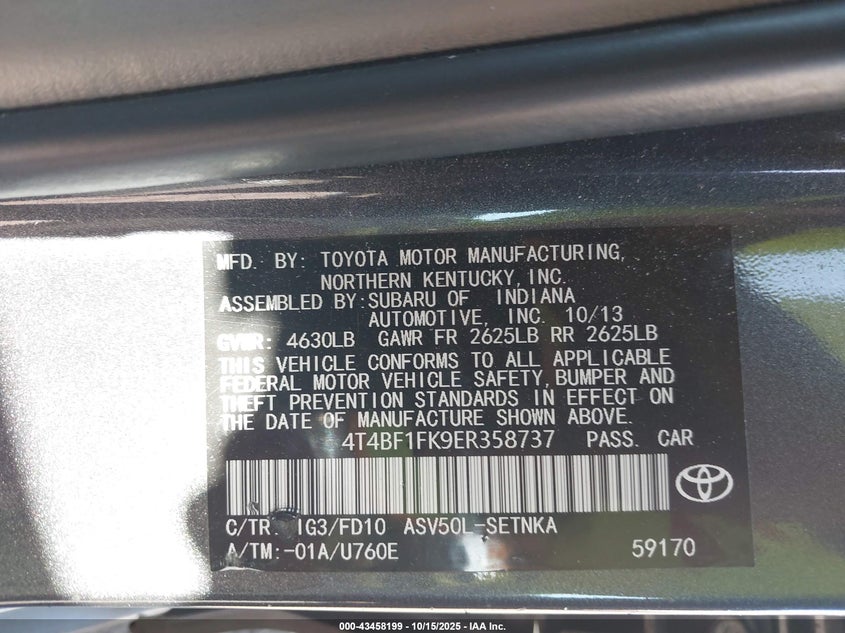 MFD. BY: TOYOTA MOTOR MANUFACTURING,
NORTHERN KENTUCKY, INC.
ASSEMBLED BY:SUBARU OF INDIANA
AUTOMOTIVE, INC. 10/13
GVWR: 4630LB GAWR FR 2625LB RR 2625LB
THIS VEHICLE CONFORMS TO ALL APPLICABLE
FEDERAL MOTOR VEHICLE SAFETY, BUMPER AND
THEFT PREVENTION STANDARDS IN EFFECT ON
THE DATE OF MANUFACTURE SHOWN ABOVE.
4T4BF1FK9ER358737 PASS. CAR
C/TR: 1G3/FD10 ASV50L-SETNKA
A/TM:-01A/U760E 59170
000-43458199 - 10/15/2025 - IAA Inc.